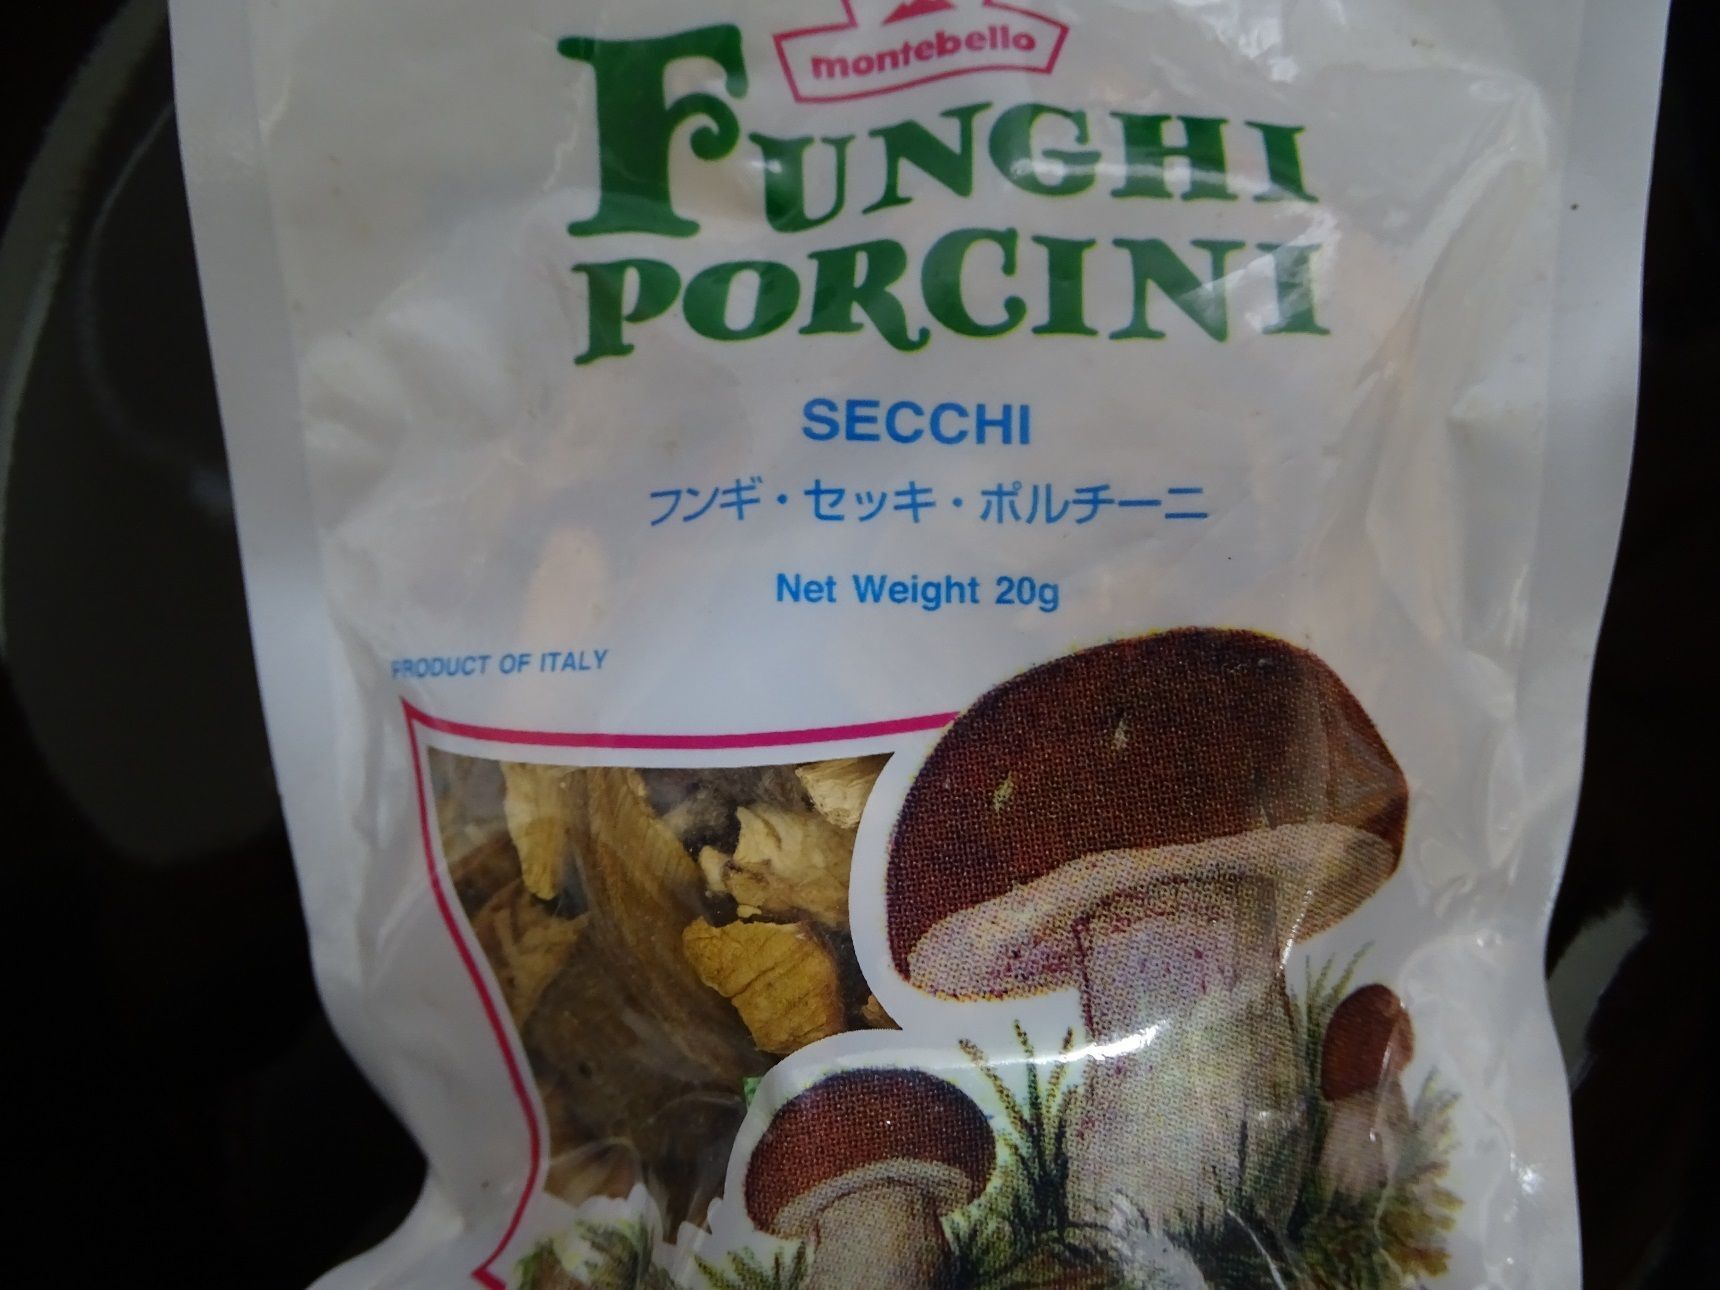 montebello
FUNGHI
PORCINI
SECCHI
フンギ・セッキ・ポルチーニ
Net Weight 20g
PRODUCT OF ITALY